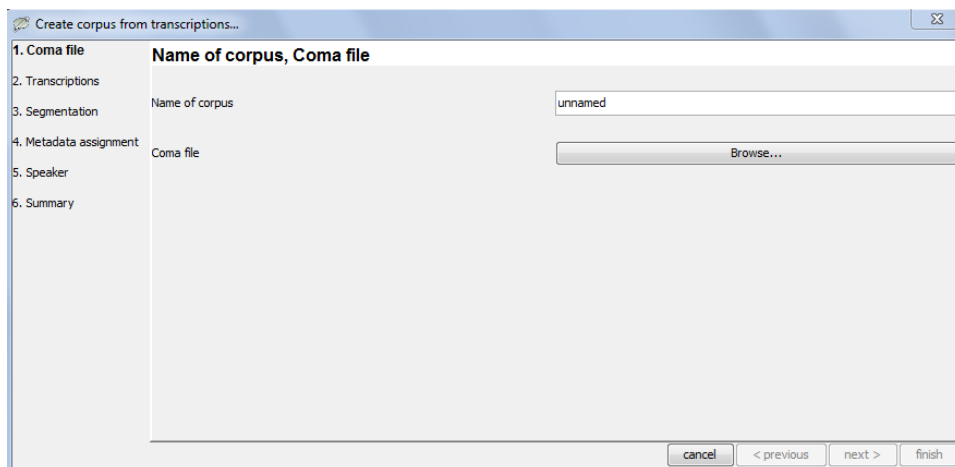 Create corpus from transcriptions...
1. Coma file
Name of corpus, Coma file
2. Transcriptions
Name of corpus
unnamed
3. Segmentation
4. Metadata assignment
Coma file
Browse...
5. Speaker
6. Summary
cancel
< previous
next >
finish